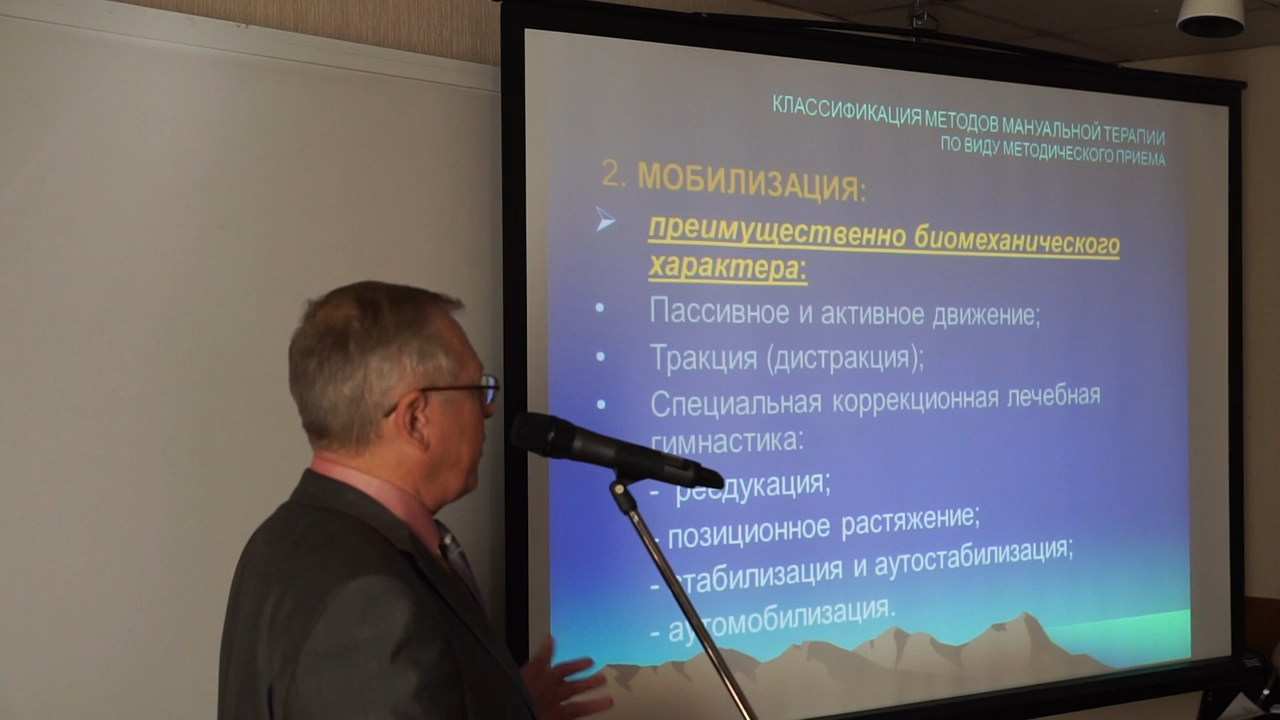 КЛАССИФИКАЦИЯ МЕТОДОВ МАНУАЛЬНОЙ ТЕРАПИИ
ПО ВИДУ МЕТОДИЧЕСКОГО ПРИЕМА
2. МОБИЛИЗАЦИЯ:
преимущественно биомеханического
характера:
• Пассивное и активное движение;
• Тракция (дистракция);
• Специальная коррекционная лечебная
гимнастика:
- реедукация;
- позиционное растяжение;
- стабилизация и аутостабилизация;
- аутомобилизация.